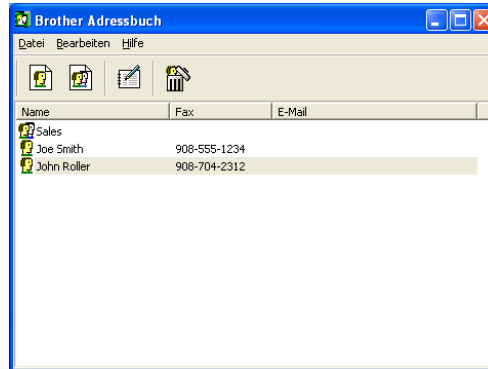 Brother Adressbuch
Datei Bearbeiten Hilfe
Name Fax E-Mail
Sales
Joe Smith 908-555-1234
John Roller 908-704-2312